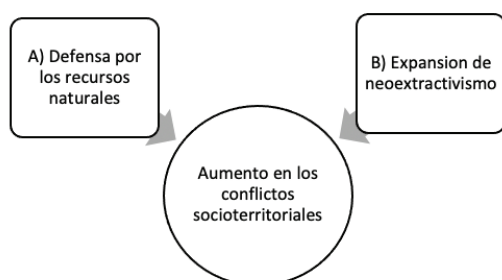 A) Defensa por
los recursos
naturales
B) Expansion de
neoextractivismo
Aumento en los
conflictos
socioterritoriales